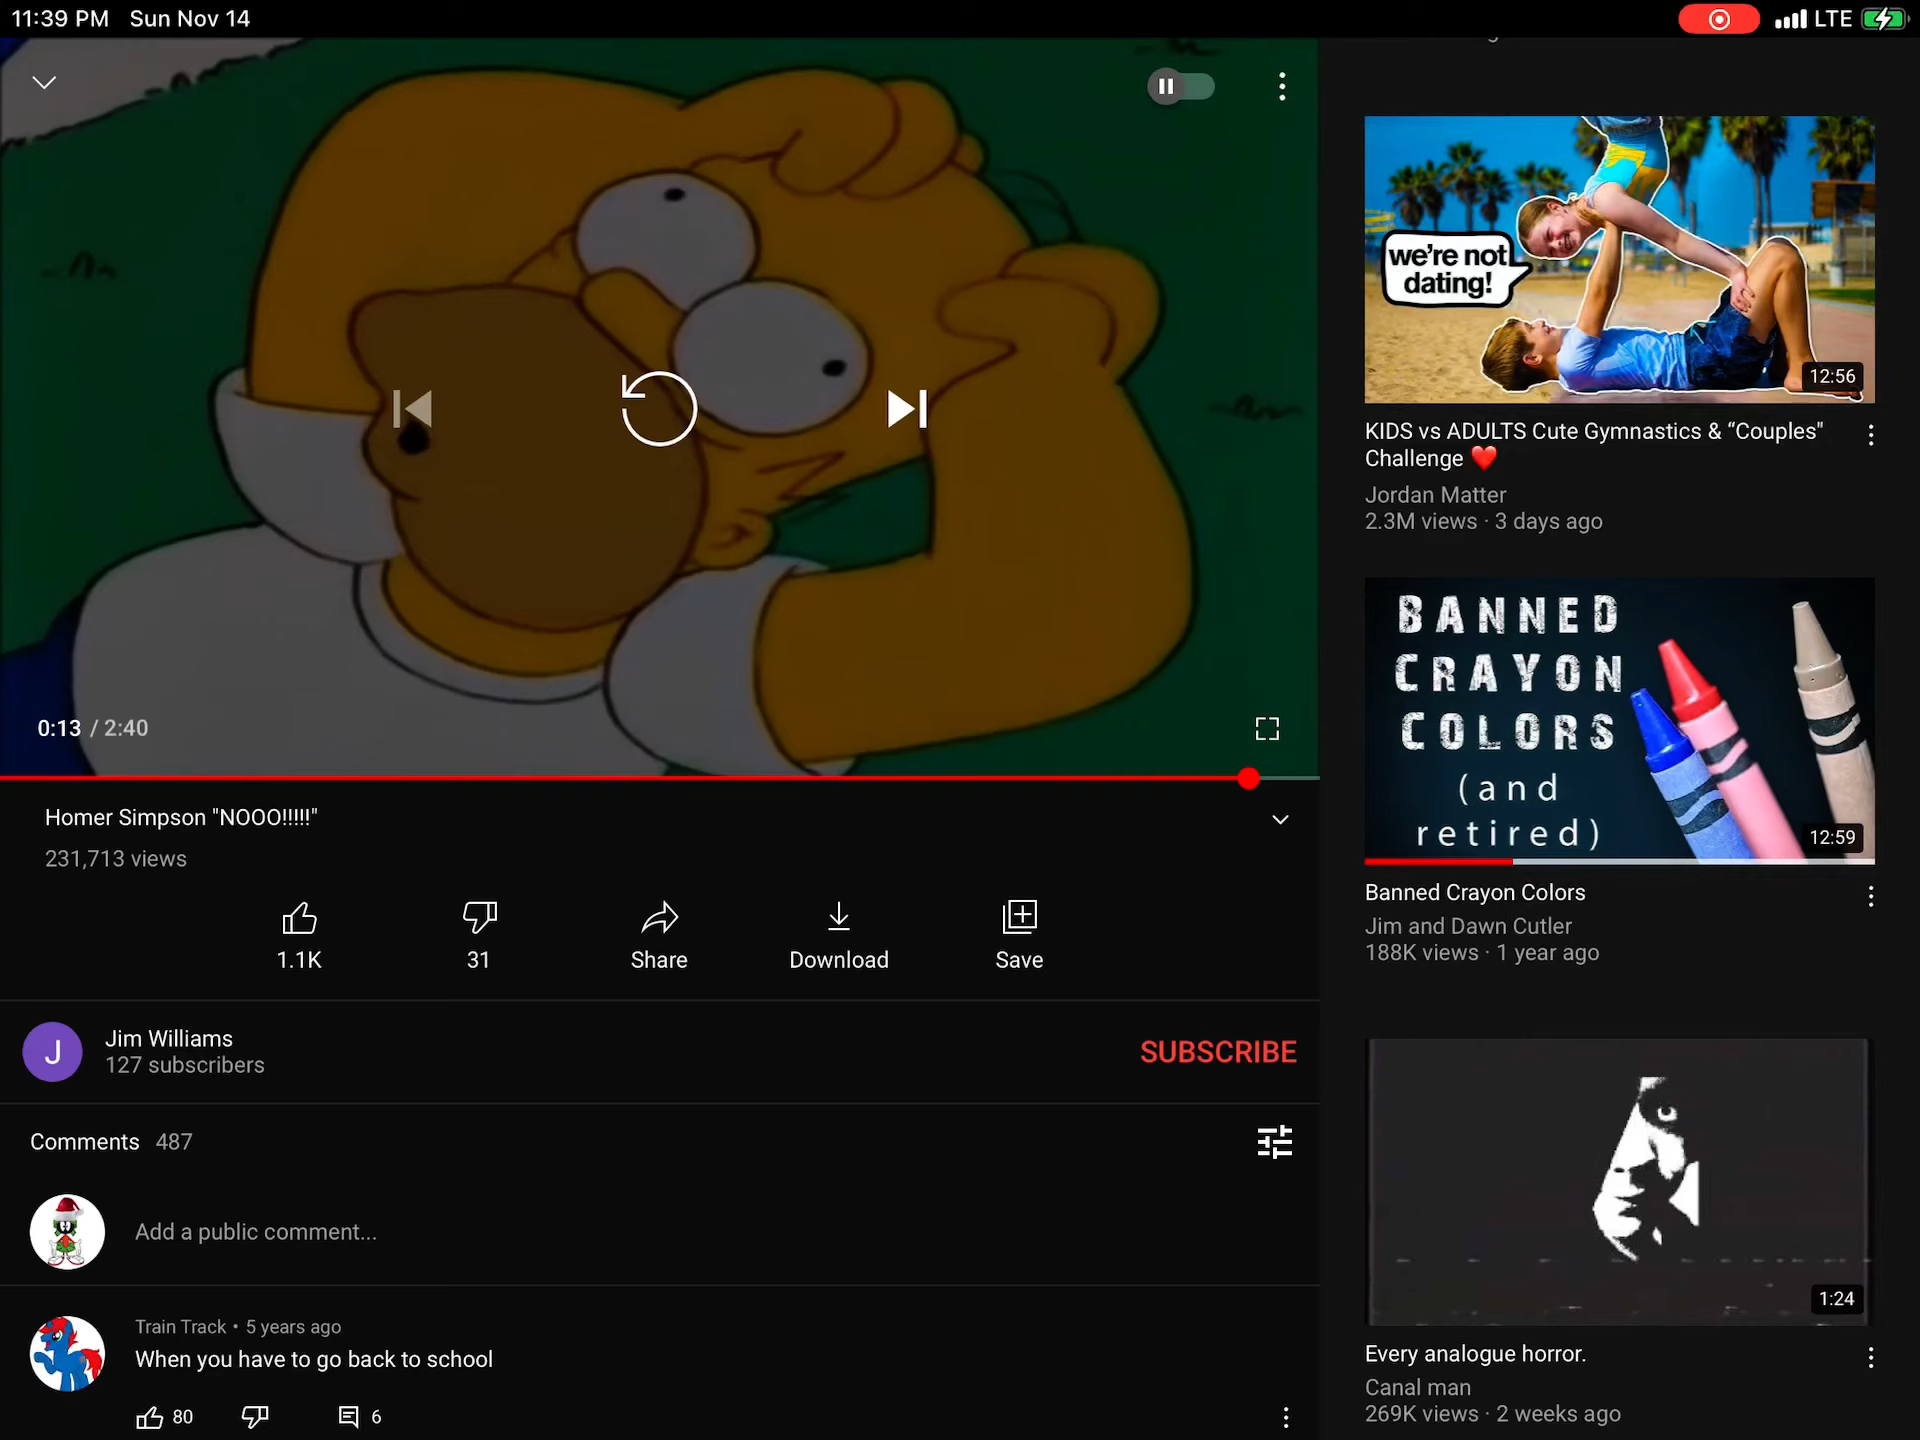 11:39 PM Sun Nov 14
LTE
0:13 / 2:40
Homer Simpson "NOOO!!!!!"
231,713 views
1.1K
31
Share
Download
Save
J
Jim Williams
127 subscribers
SUBSCRIBE
Comments 487
Add a public comment...
Train Track • 5 years ago
When you have to go back to school
80
6
we're not
dating!
12:56
KIDS vs ADULTS Cute Gymnastics & “Couples"
Challenge ❤️
Jordan Matter
2.3M views · 3 days ago
BANNED
CRAYON
COLORS
(and
retired)
12:59
Banned Crayon Colors
Jim and Dawn Cutler
188K views · 1 year ago
1:24
Every analogue horror.
Canal man
269K views · 2 weeks ago